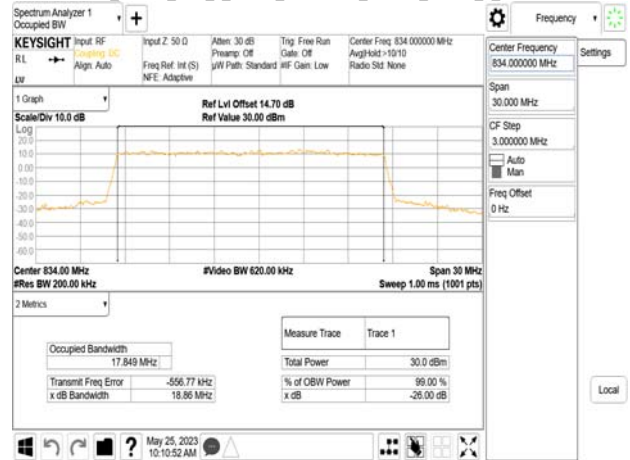 Spectrum Analyzer 1
Occupied BW
Frequency
KEYSIGHT
RL
Input: RF
Coupling: DC
Align: Auto
Input Z: 50 Ω
Freq Ref: Int (S)
NFE: Adaptive
Atten: 30 dB
Preamp: Off
µW Path: Standard
Trig: Free Run
Gate: Off
#IF Gain: Low
Center Freq: 834.000000 MHz
Avg|Hold:>10/10
Radio Std: None
Center Frequency
834.000000 MHz
Settings
Span
30.000 MHz
CF Step
3.000000 MHz
Auto
Man
Freq Offset
0 Hz
Local
1 Graph
Scale/Div 10.0 dB
Ref Lvl Offset 14.70 dB
Ref Value 30.00 dBm
Log
20.0
10.0
0.00
-10.0
-20.0
-30.0
-40.0
-50.0
-60.0
Center 834.00 MHz
#Video BW 620.00 kHz
Span 30 MHz
#Res BW 200.00 kHz
Sweep 1.00 ms (1001 pts)
2 Metrics
Measure Trace Trace 1
Occupied Bandwidth
17.849 MHz
Total Power 30.0 dBm
Transmit Freq Error -556.77 kHz
% of OBW Power 99.00 %
x dB Bandwidth 18.86 MHz
x dB -26.00 dB
May 25, 2023
10:10:52 AM